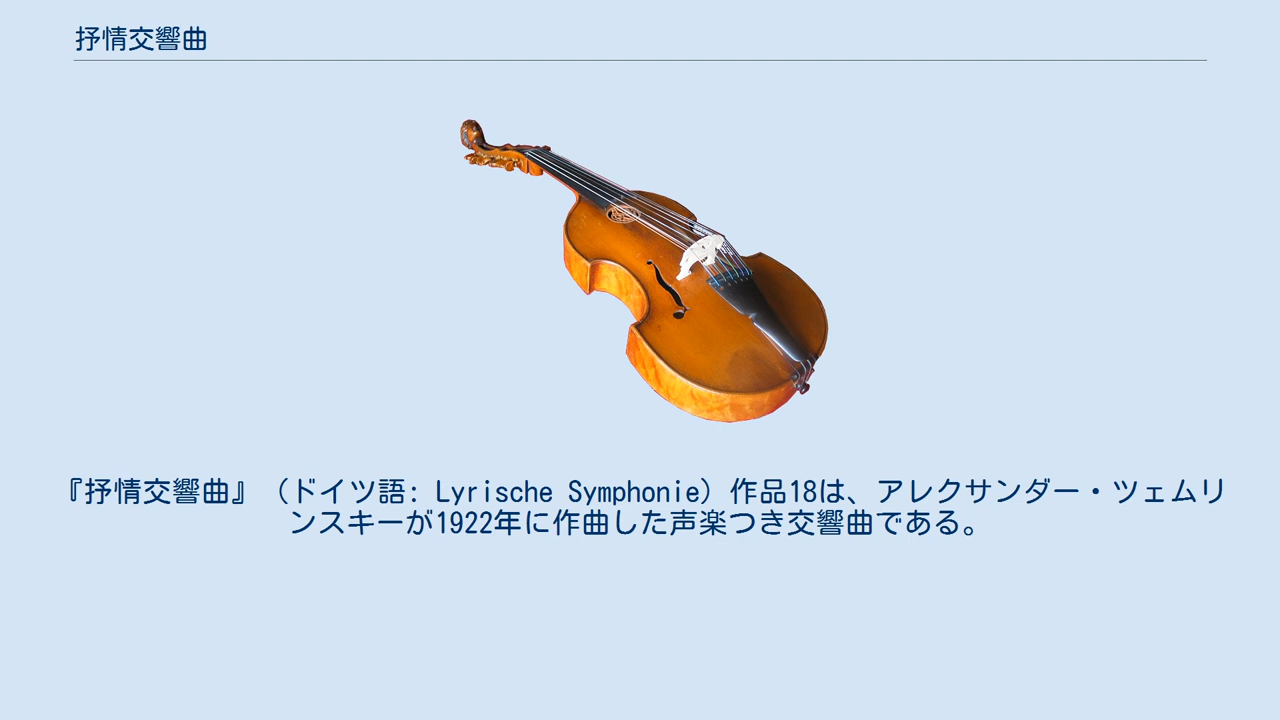 抒情交響曲
『抒情交響曲』（ドイツ語: Lyrische Symphonie）作品18は、アレクサンダー・ツェムリ
ンスキーが1922年に作曲した声楽つき交響曲である。